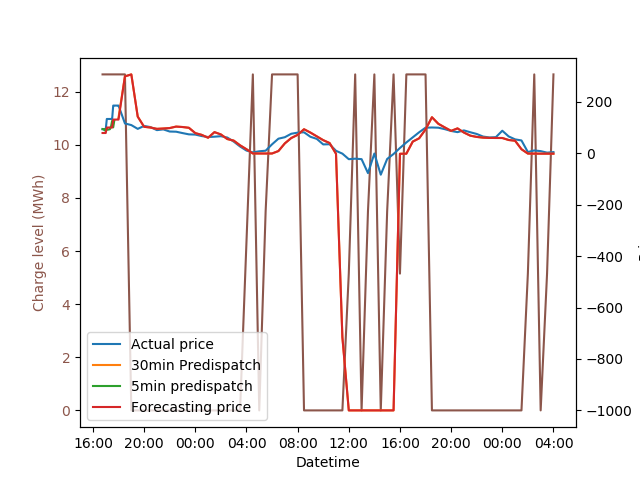 12
10
8
6
4
2
0
Charge level (MWh)
200
0
−200
−400
−600
−800
−1000
Actual price
30min Predispatch
5min predispatch
Forecasting price
16:00 20:00 00:00 04:00 08:00 12:00 16:00 20:00 00:00 04:00
Datetime